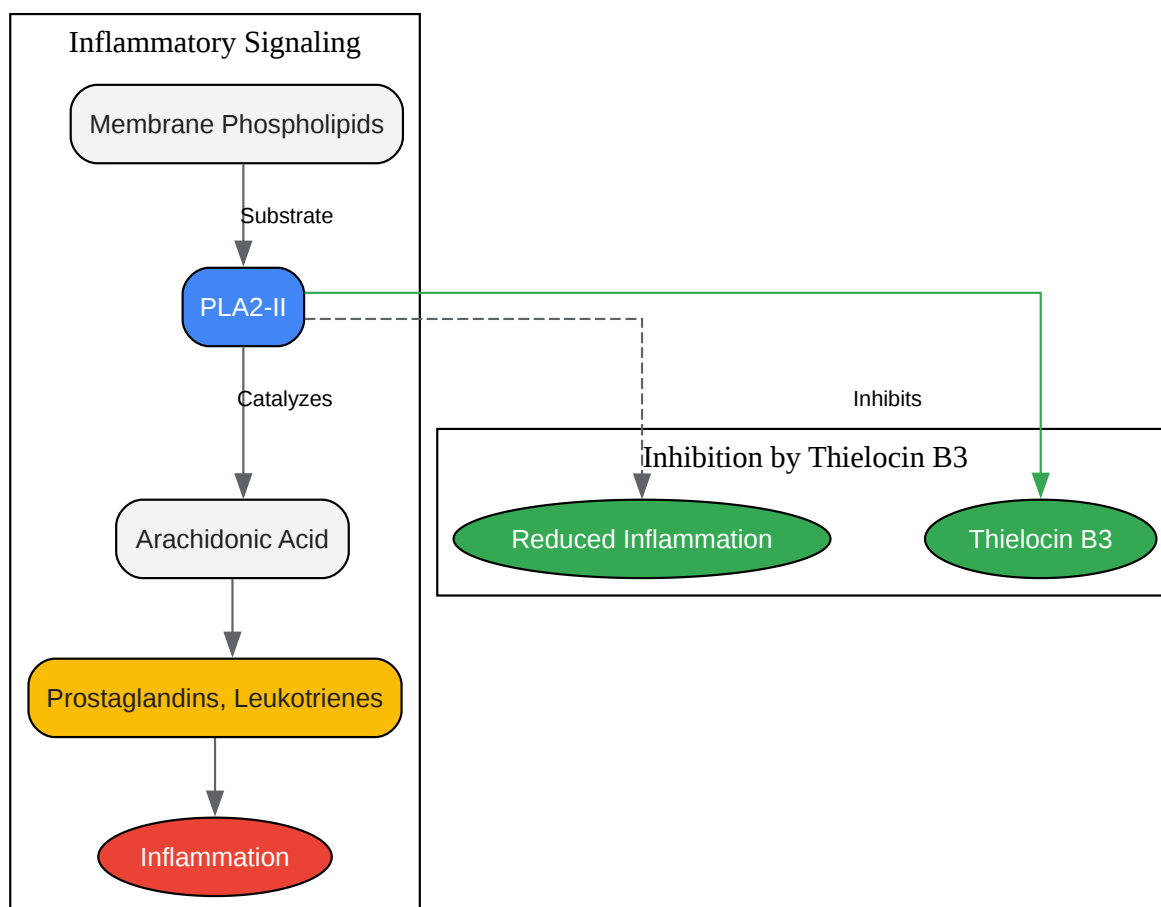 Inflammatory Signaling
Membrane Phospholipids
Substrate
PLA2-II
Catalyzes
Inhibits
Inhibition by Thielocin B3
Arachidonic Acid
Reduced Inflammation
Thielocin B3
Prostaglandins, Leukotrienes
Inflammation